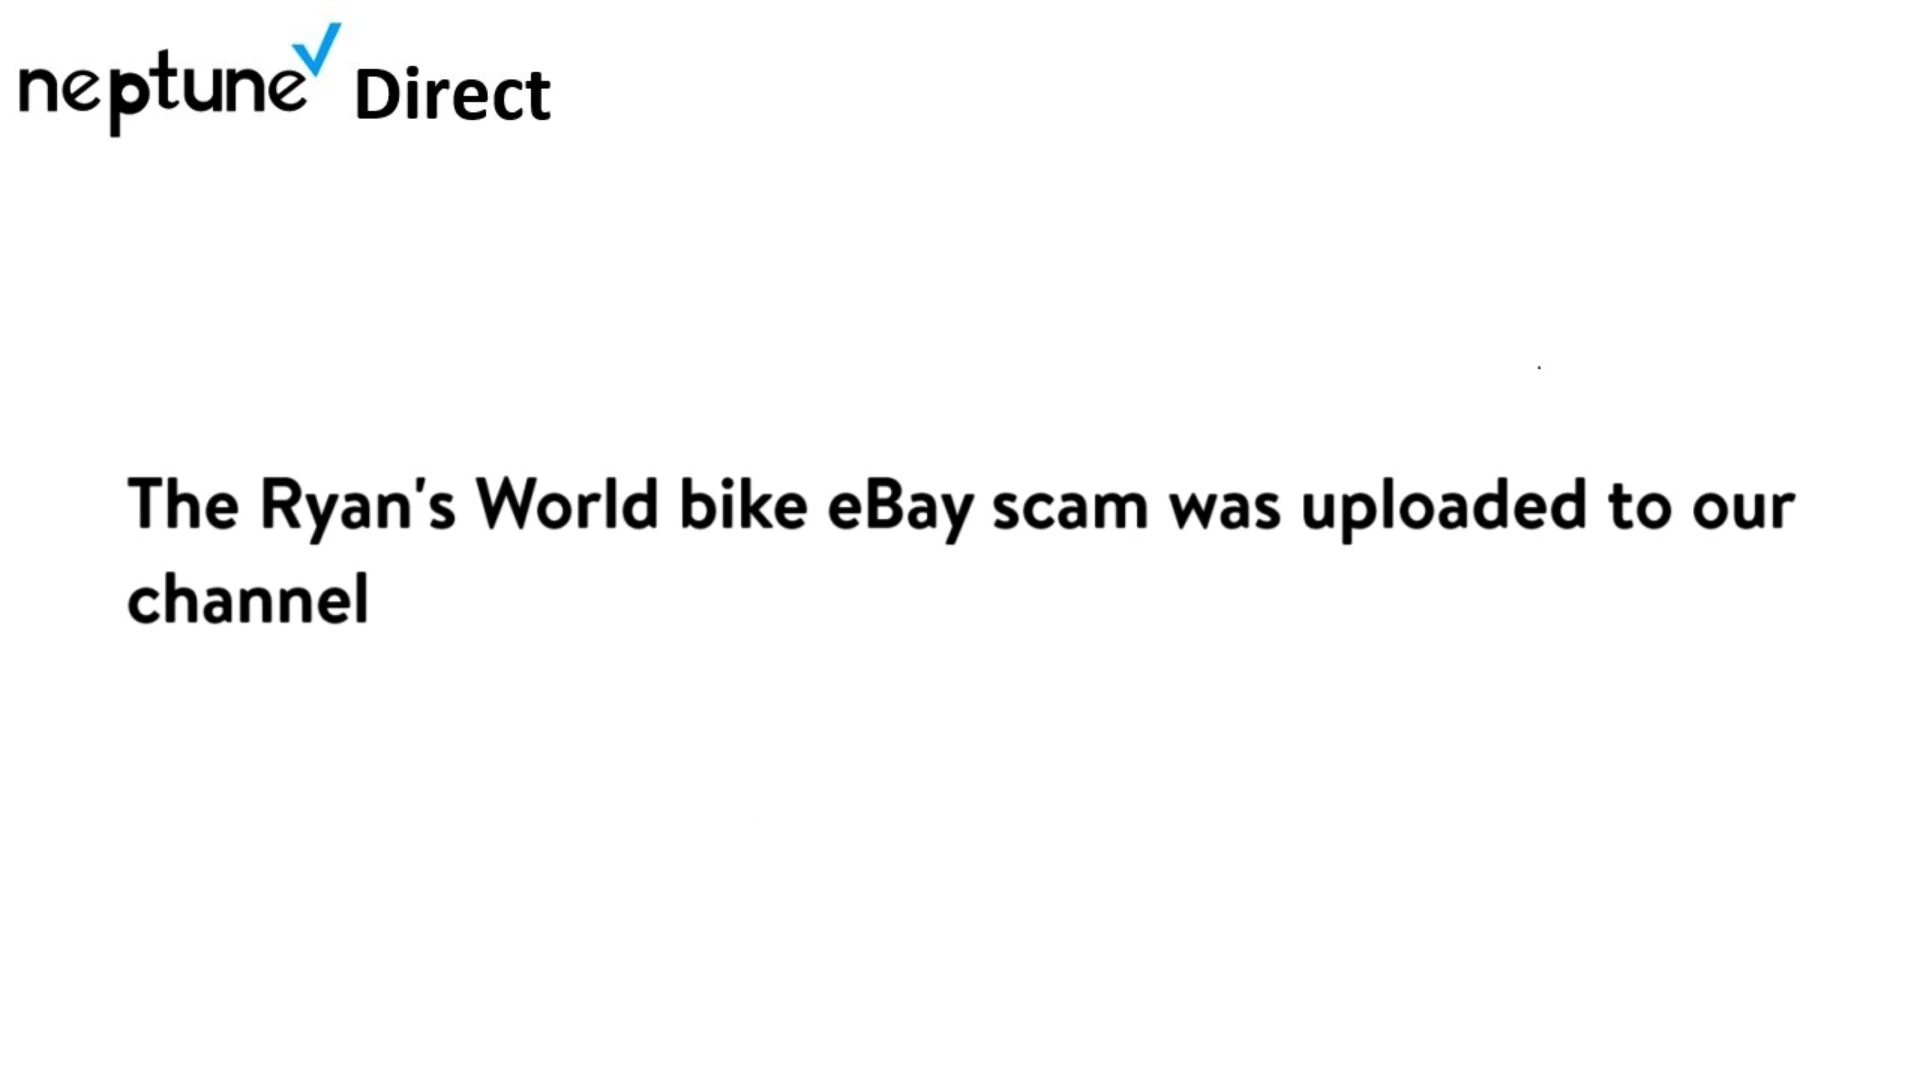 neptune Direct
The Ryan's World bike eBay scam was uploaded to our
channel